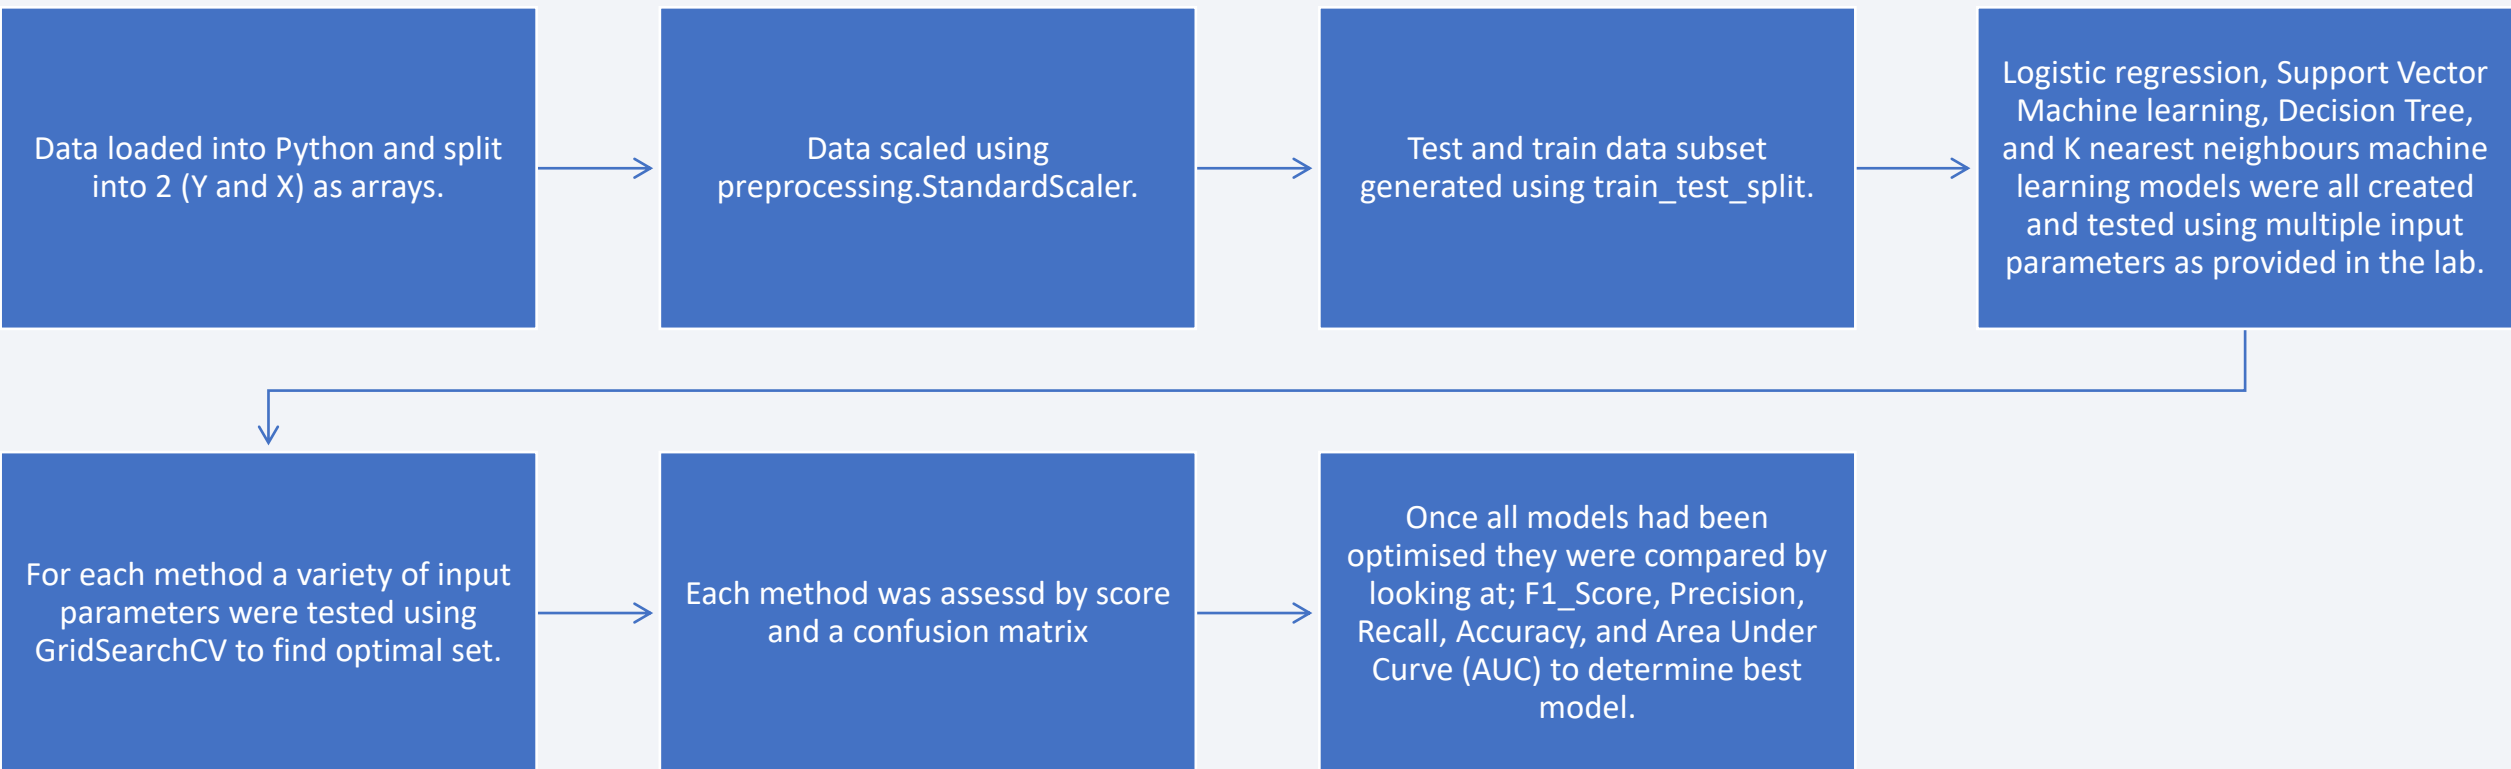 Data loaded into Python and split
into 2 (Y and X) as arrays.
Data scaled using
preprocessing.StandardScaler.
Test and train data subset
generated using train_test_split.
Logistic regression, Support Vector
Machine learning, Decision Tree,
and K nearest neighbours machine
learning models were all created
and tested using multiple input
parameters as provided in the lab.
For each method a variety of input
parameters were tested using
GridSearchCV to find optimal set.
Each method was assessd by score
and a confusion matrix
Once all models had been
optimised they were compared by
looking at; F1_Score, Precision,
Recall, Accuracy, and Area Under
Curve (AUC) to determine best
model.